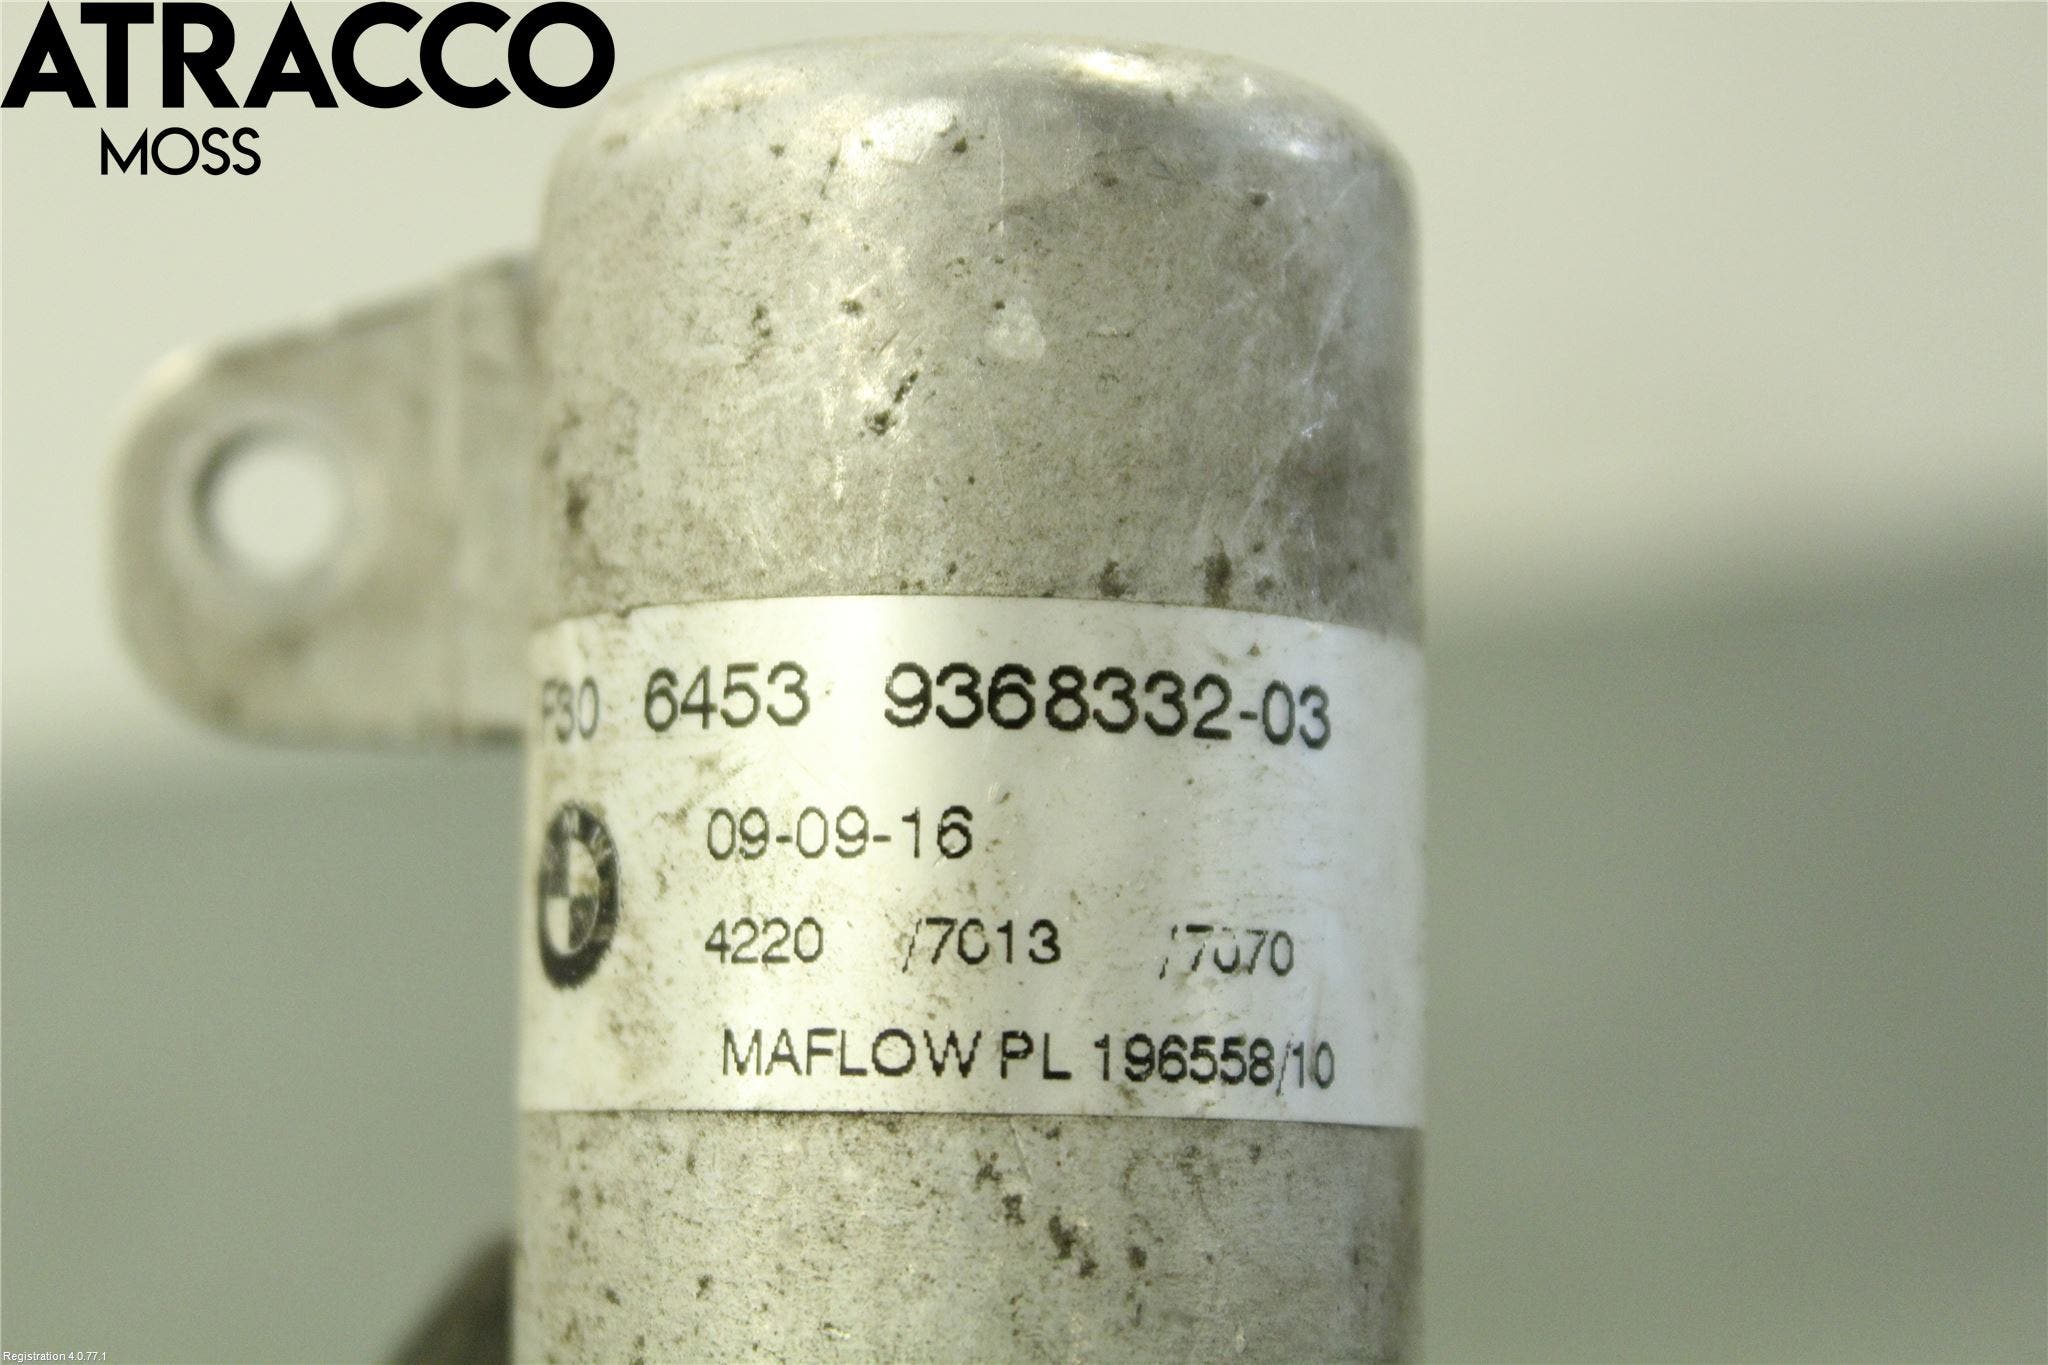 ATRACCO
MOSS
F30 6453 9368332-03
09-09-16
4220 /7013 /7070
MAFLOW PL 196558/10
Registration 4.0.77.1